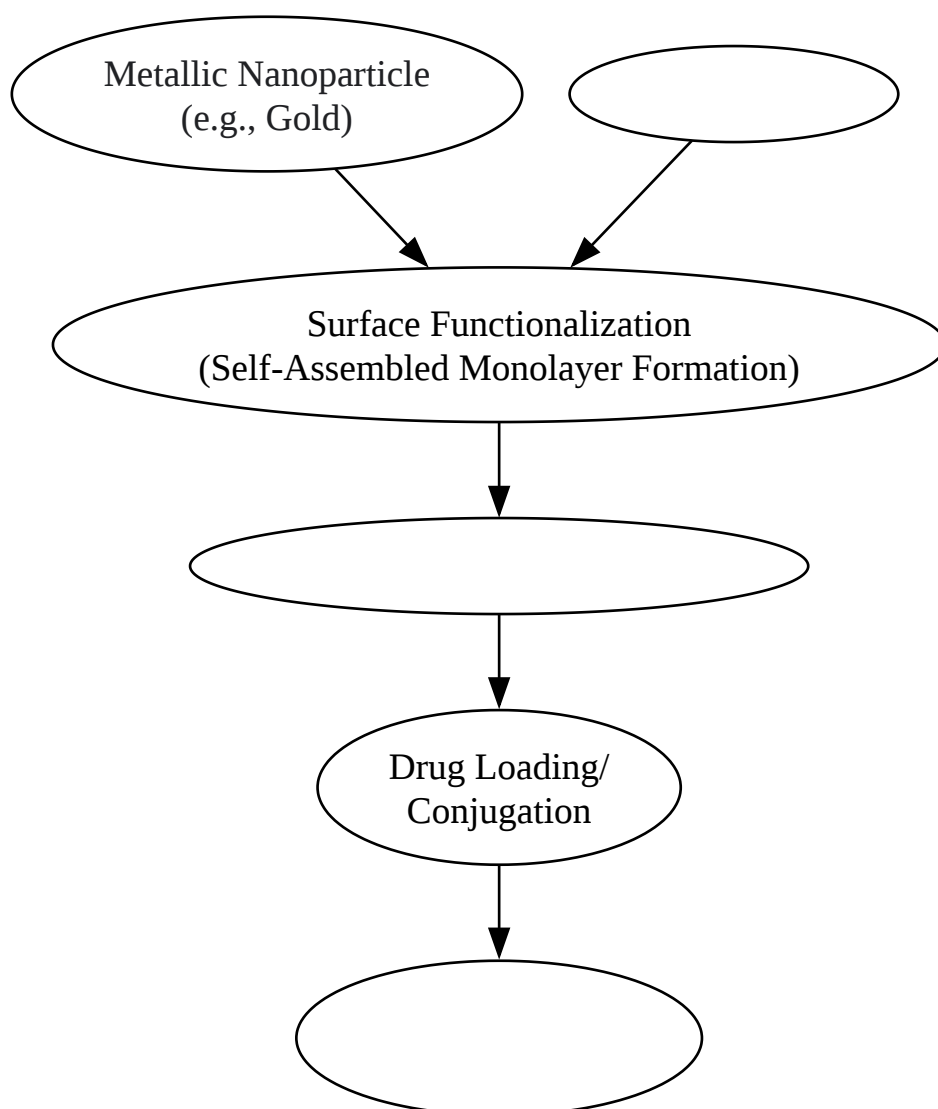 Metallic Nanoparticle
(e.g., Gold)
Surface Functionalization
(Self-Assembled Monolayer Formation)
Drug Loading/
Conjugation